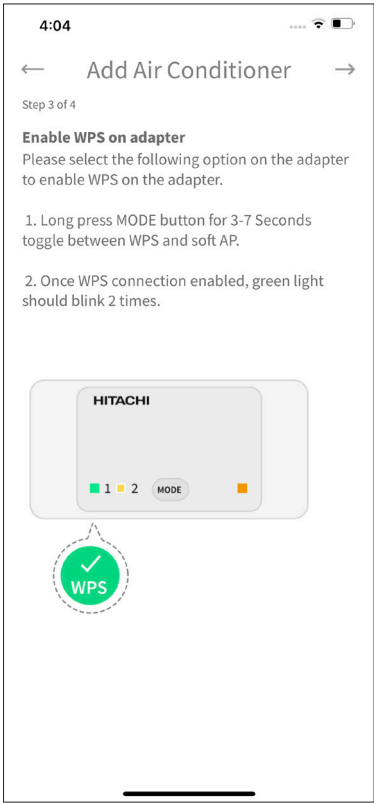 4:04
Add Air Conditioner
Step 3 of 4
Enable WPS on adapter
Please select the following option on the adapter
to enable WPS on the adapter.
1. Long press MODE button for 3-7 Seconds
toggle between WPS and soft AP.
2. Once WPS connection enabled, green light
should blink 2 times.
HITACHI
1 2 MODE
WPS